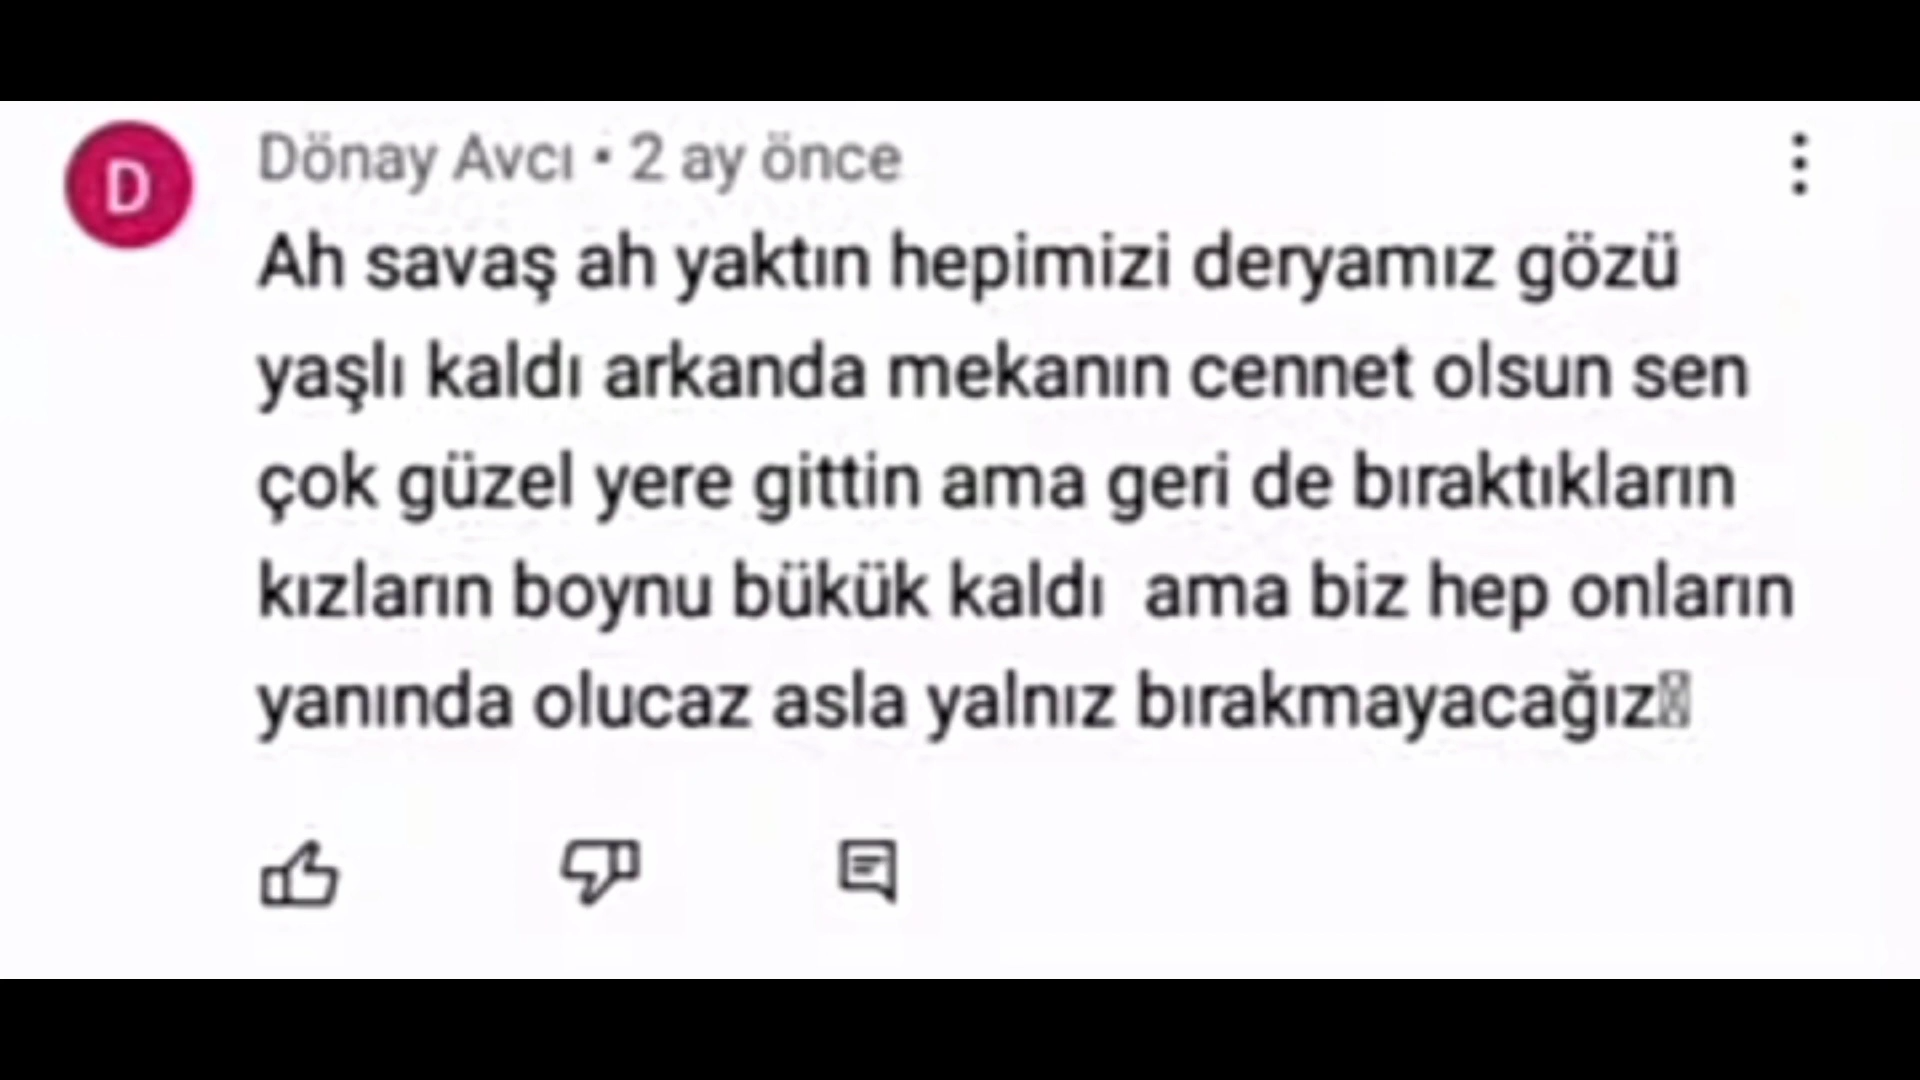 D
Dönay Avcı • 2 ay önce
Ah savaş ah yaktın hepimizi deryamız gözü
yaşlı kaldı arkanda mekanın cennet olsun sen
çok güzel yere gittin ama geri de bıraktıkların
kızların boynu bükük kaldı  ama biz hep onların
yanında olucaz asla yalnız bırakmayacağız